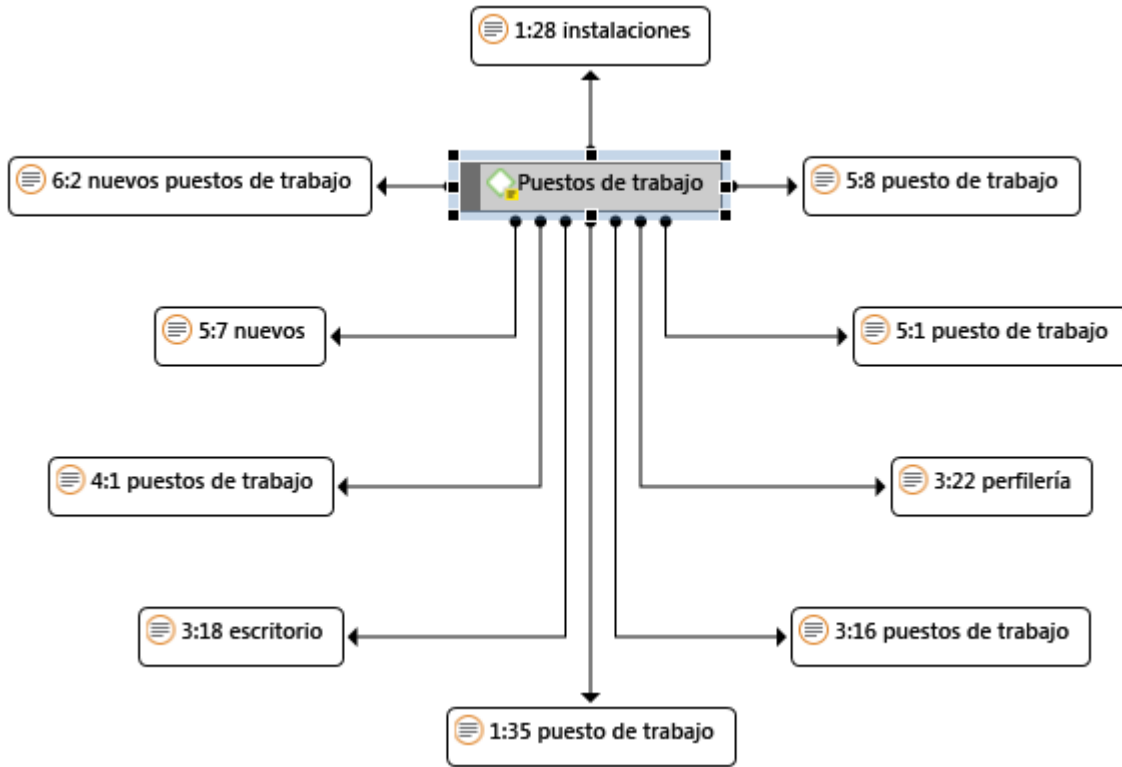 1:28 instalaciones
6:2 nuevos puestos de trabajo
Puestos de trabajo
5:8 puesto de trabajo
5:7 nuevos
5:1 puesto de trabajo
4:1 puestos de trabajo
3:22 perfilería
3:18 escritorio
3:16 puestos de trabajo
1:35 puesto de trabajo